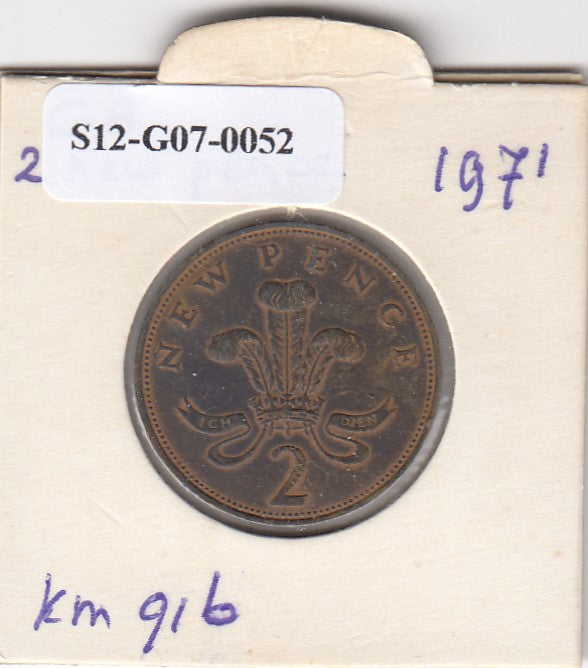 S12-G07-0052
2
1971
NEW PENCE
ICH DIEN
2
km 916